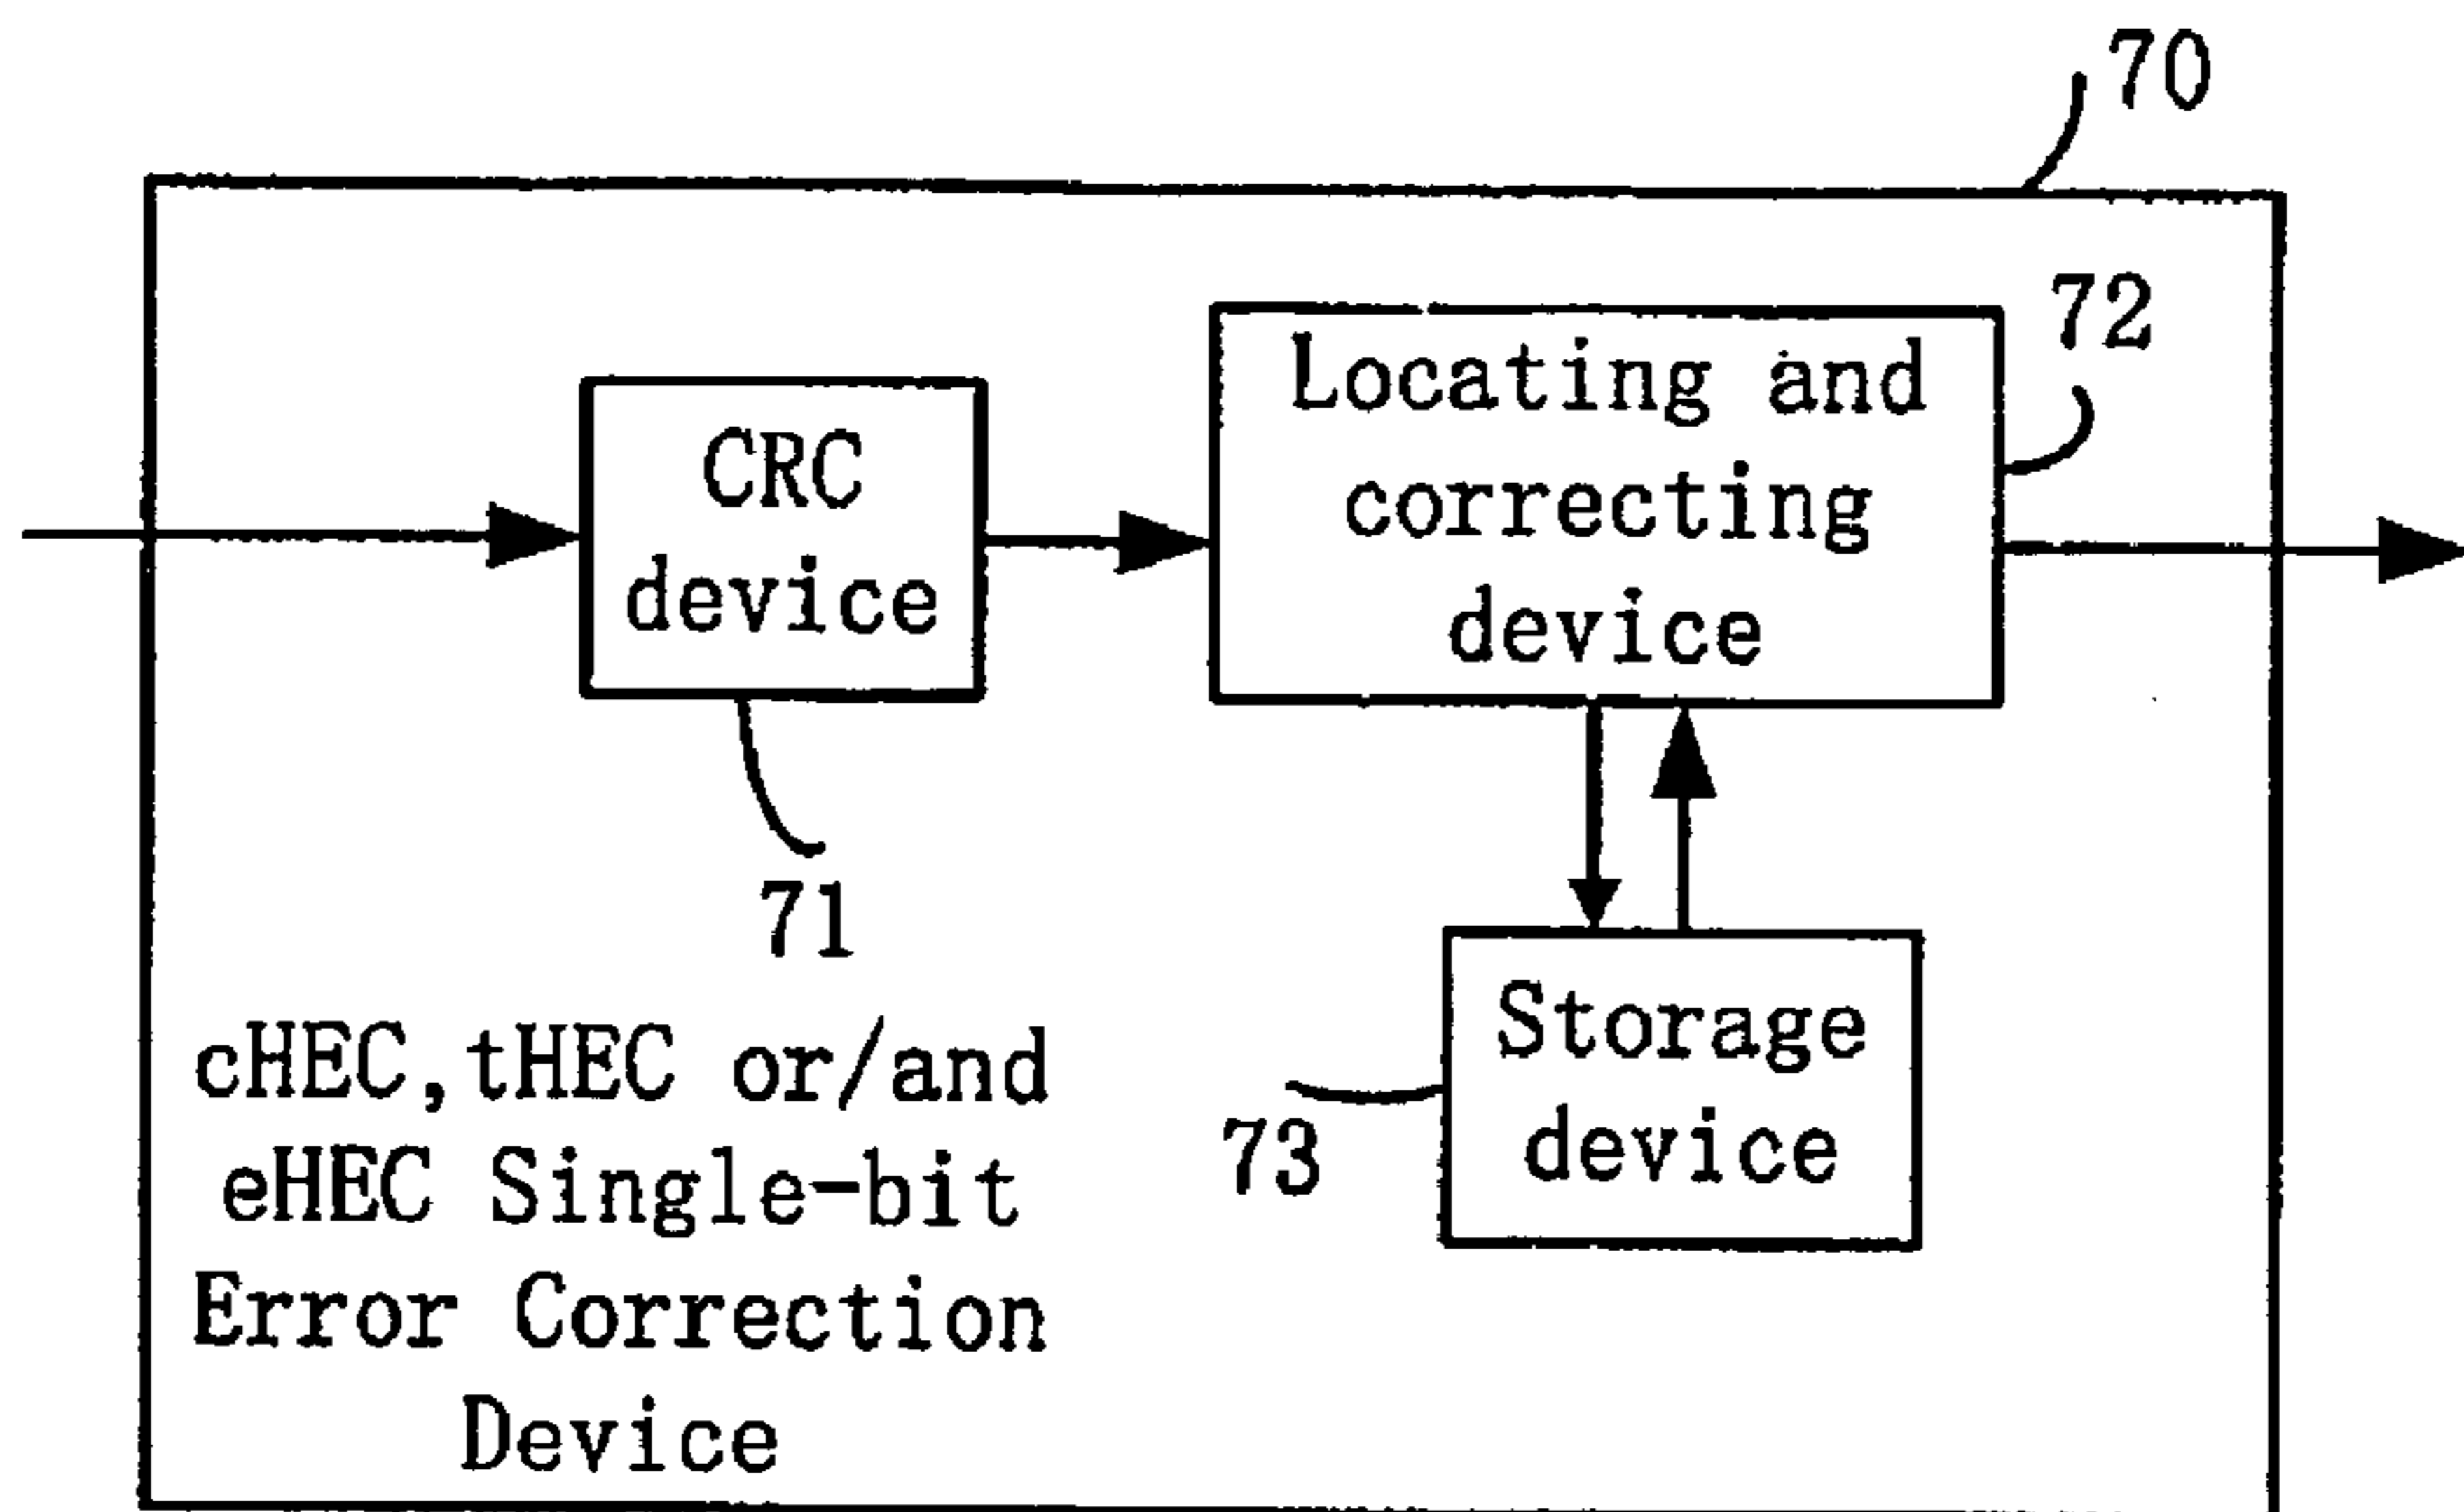 70
72
Locating and
correcting
device
CRC
device
71
Storage
device
73
cHEC,tHEC or/and
eHEC Single-bit
Error Correction
Device